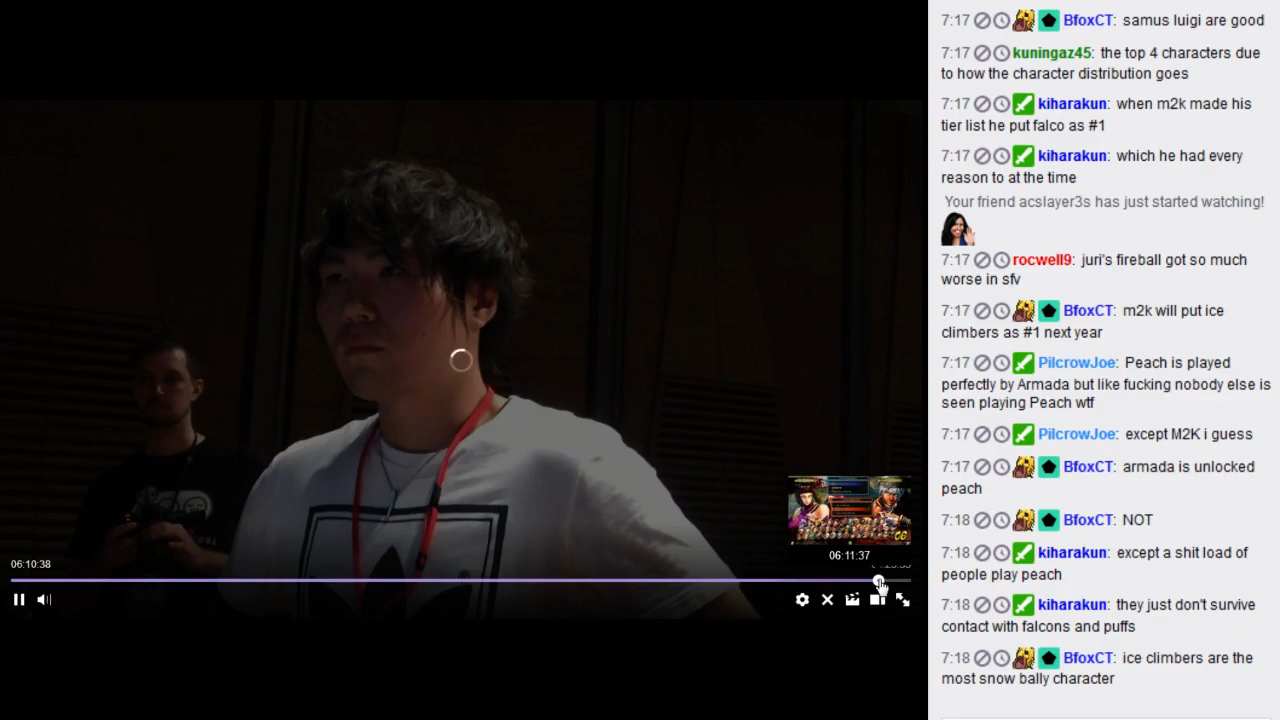 7:17 BfoxCT: samus luigi are good
7:17 kuningaz45: the top 4 characters due
to how the character distribution goes
7:17 kiharakun: when m2k made his
tier list he put falco as #1
7:17 kiharakun: which he had every
reason to at the time
Your friend acslayer3s has just started watching!
7:17 rocwell9: juri's fireball got so much
worse in sfv
7:17 BfoxCT: m2k will put ice
climbers as #1 next year
7:17 PilcrowJoe: Peach is played
perfectly by Armada but like fucking nobody else is
seen playing Peach wtf
7:17 PilcrowJoe: except M2K i guess
7:17 BfoxCT: armada is unlocked
peach
7:18 BfoxCT: NOT
7:18 kiharakun: except a shit load of
people play peach
7:18 kiharakun: they just don't survive
contact with falcons and puffs
7:18 BfoxCT: ice climbers are the
most snow bally character
06:11:37
06:10:38